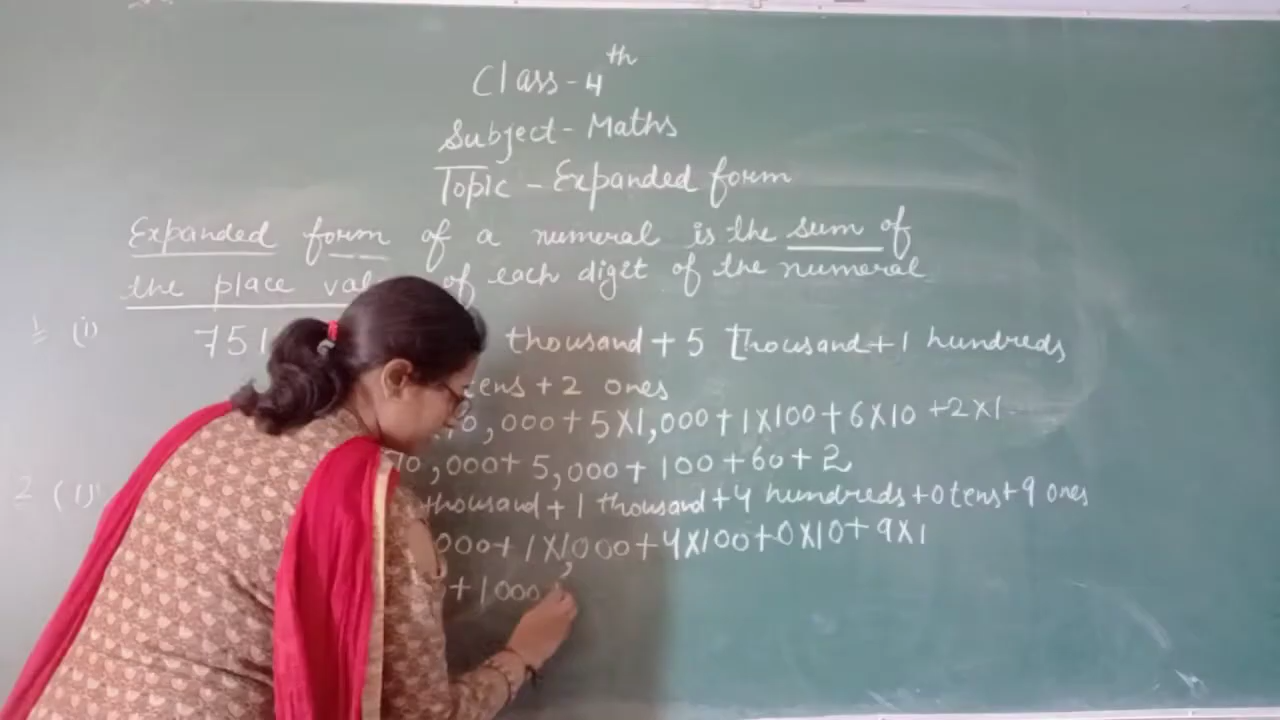 Class-4th
Subject-Maths
Topic - Expanded form
Expanded form of a numeral is the sum of
the place val of each digit of the numeral
(i) 751 thousand + 5 Thousand + 1 hundreds
tens + 2 ones
10,000 + 5X1,000 + 1X100 + 6X10 + 2X1
70,000 + 5,000 + 100 + 60 + 2
2 (1) thousand + 1 thousand + 4 hundreds + 0 tens + 9 ones
000 + 1X1,000 + 4X100 + 0X10 + 9X1
+ 1000